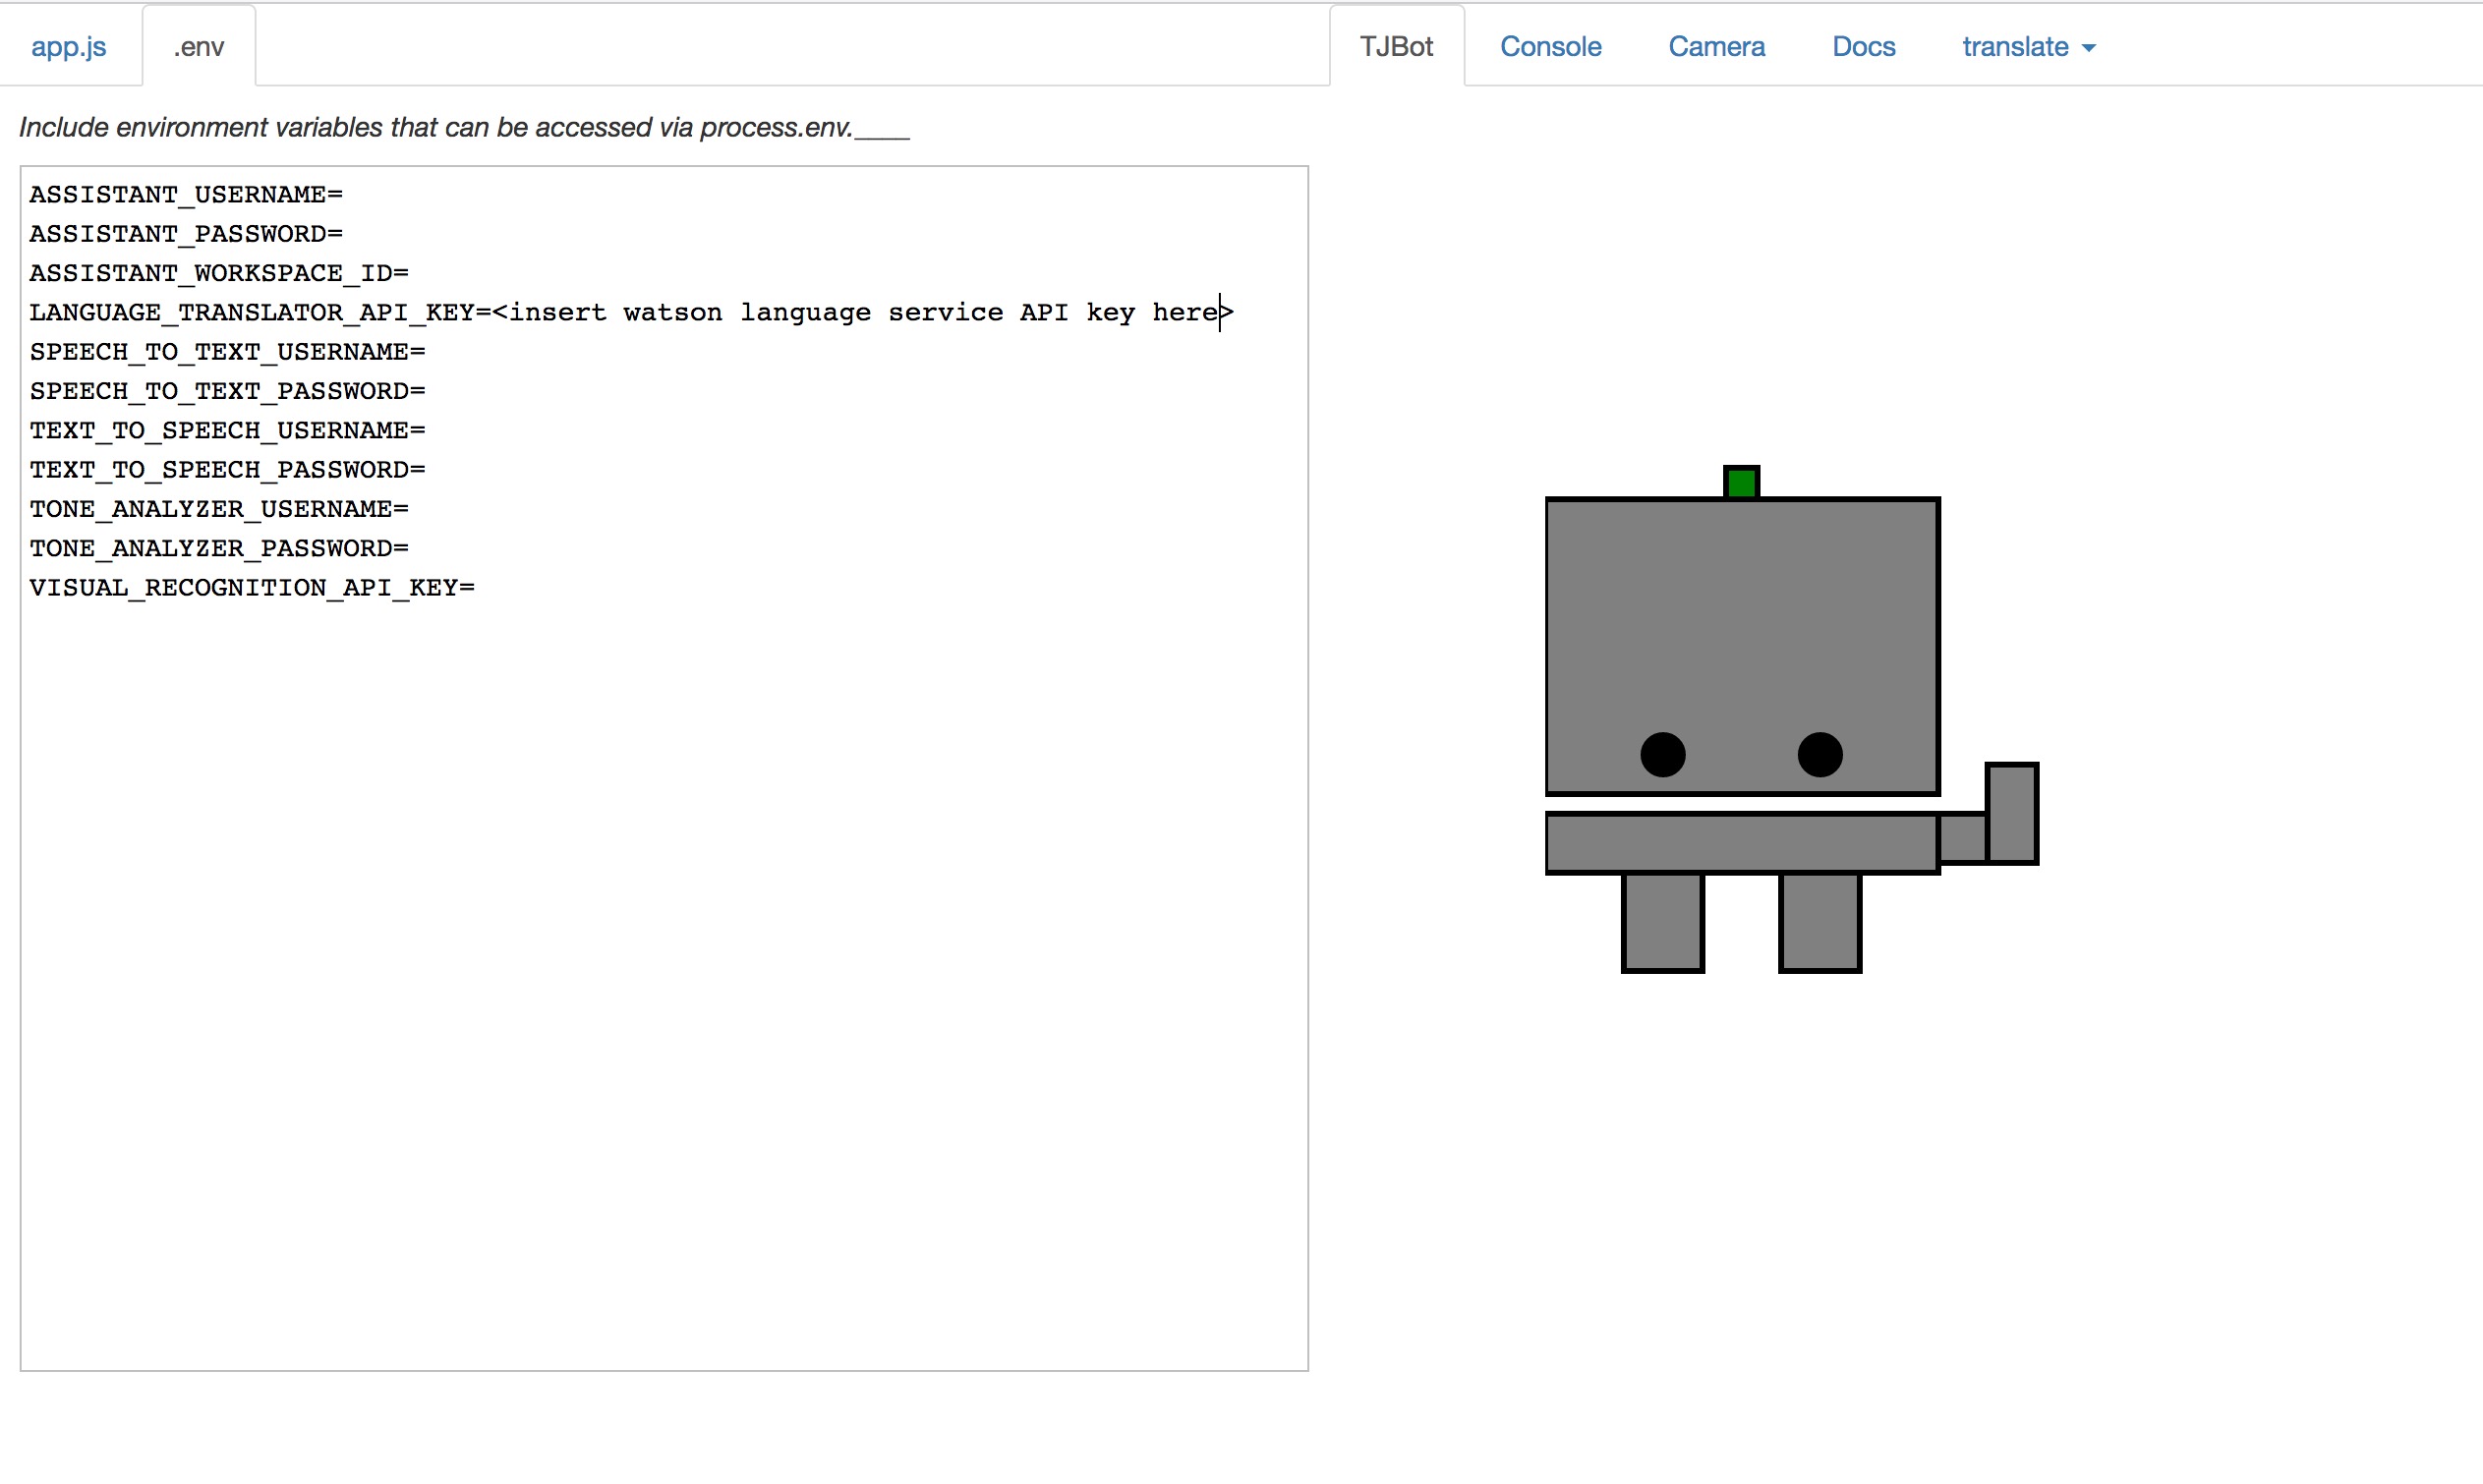 app.js
.env
TJBot
Console
Camera
Docs
translate
Include environment variables that can be accessed via process.env.____
ASSISTANT_USERNAME=
ASSISTANT_PASSWORD=
ASSISTANT_WORKSPACE_ID=
LANGUAGE_TRANSLATOR_API_KEY=<insert watson language service API key here>
SPEECH_TO_TEXT_USERNAME=
SPEECH_TO_TEXT_PASSWORD=
TEXT_TO_SPEECH_USERNAME=
TEXT_TO_SPEECH_PASSWORD=
TONE_ANALYZER_USERNAME=
TONE_ANALYZER_PASSWORD=
VISUAL_RECOGNITION_API_KEY=